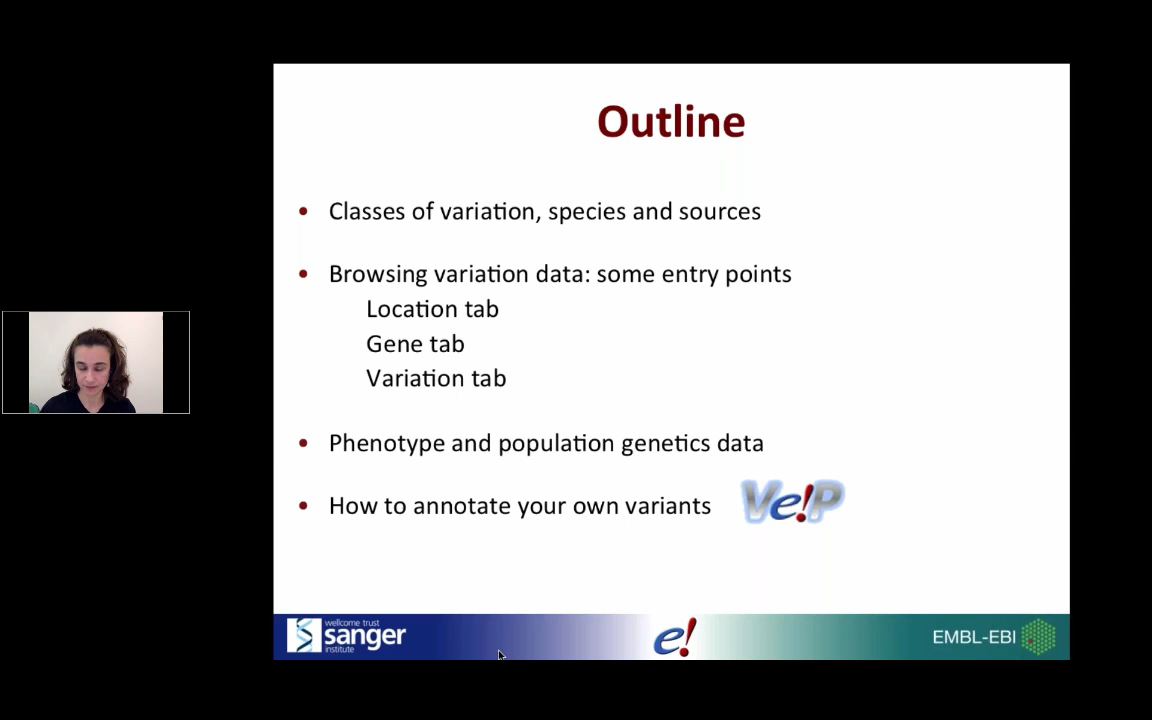 Outline
• Classes of variation, species and sources
• Browsing variation data: some entry points
Location tab
Gene tab
Variation tab
• Phenotype and population genetics data
• How to annotate your own variants
Ve!P
wellcome trust
sanger
institute
e!
EMBL-EBI